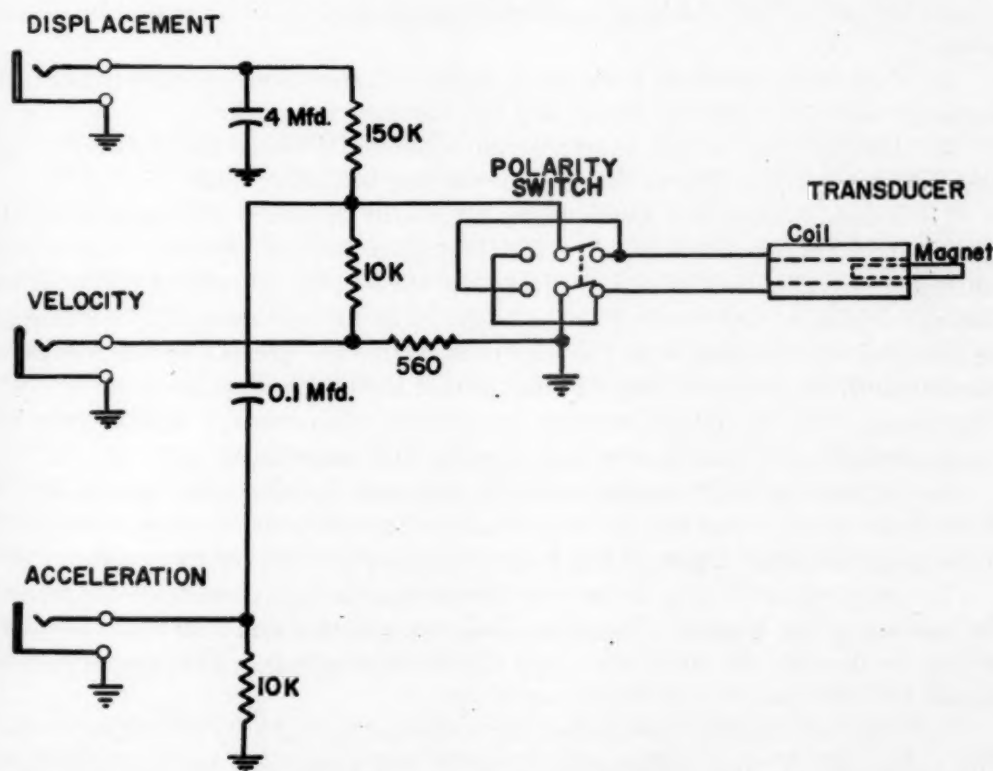 DISPLACEMENT
4 Mfd.
150K
POLARITY
SWITCH
TRANSDUCER
Coil
Magnet
10K
VELOCITY
560
0.1 Mfd.
ACCELERATION
10K